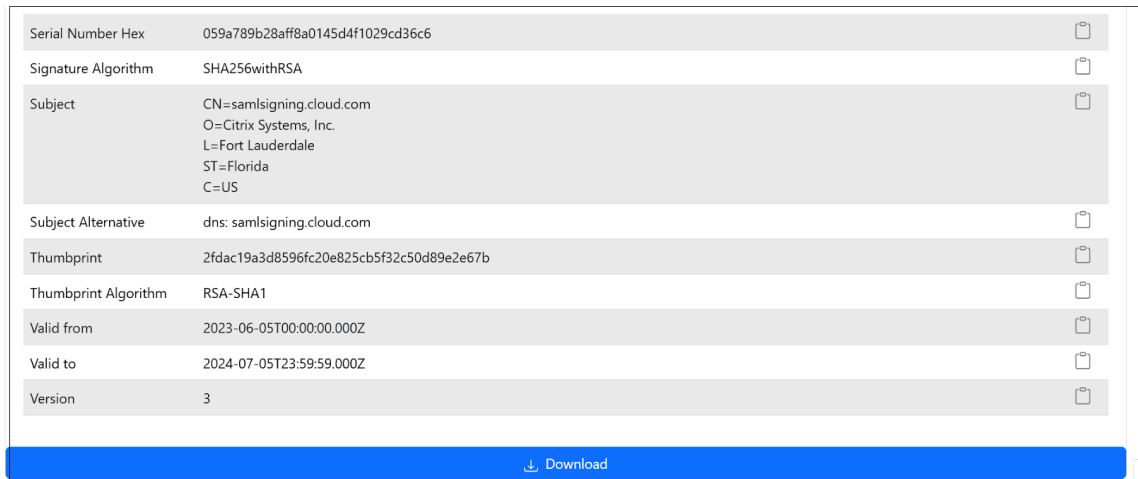 Serial Number Hex 059a789b28aff8a0145d4f1029cd36c6
Signature Algorithm SHA256withRSA
Subject CN=samlsigning.cloud.com
O=Citrix Systems, Inc.
L=Fort Lauderdale
ST=Florida
C=US
Subject Alternative dns: samlsigning.cloud.com
Thumbprint 2fdac19a3d8596fc20e825cb5f32c50d89e2e67b
Thumbprint Algorithm RSA-SHA1
Valid from 2023-06-05T00:00:00.000Z
Valid to 2024-07-05T23:59:59.000Z
Version 3
Download